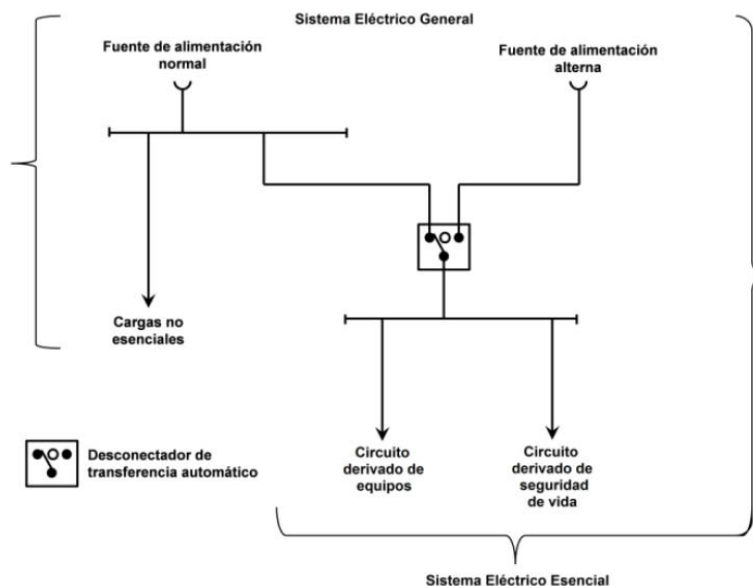 Sistema Eléctrico General
Fuente de alimentación
normal
Fuente de alimentación
alterna
Cargas no
esenciales
Desconectador de
transferencia automático
Circuito
derivado de
equipos
Circuito
derivado de
seguridad
de vida
Sistema Eléctrico Esencial